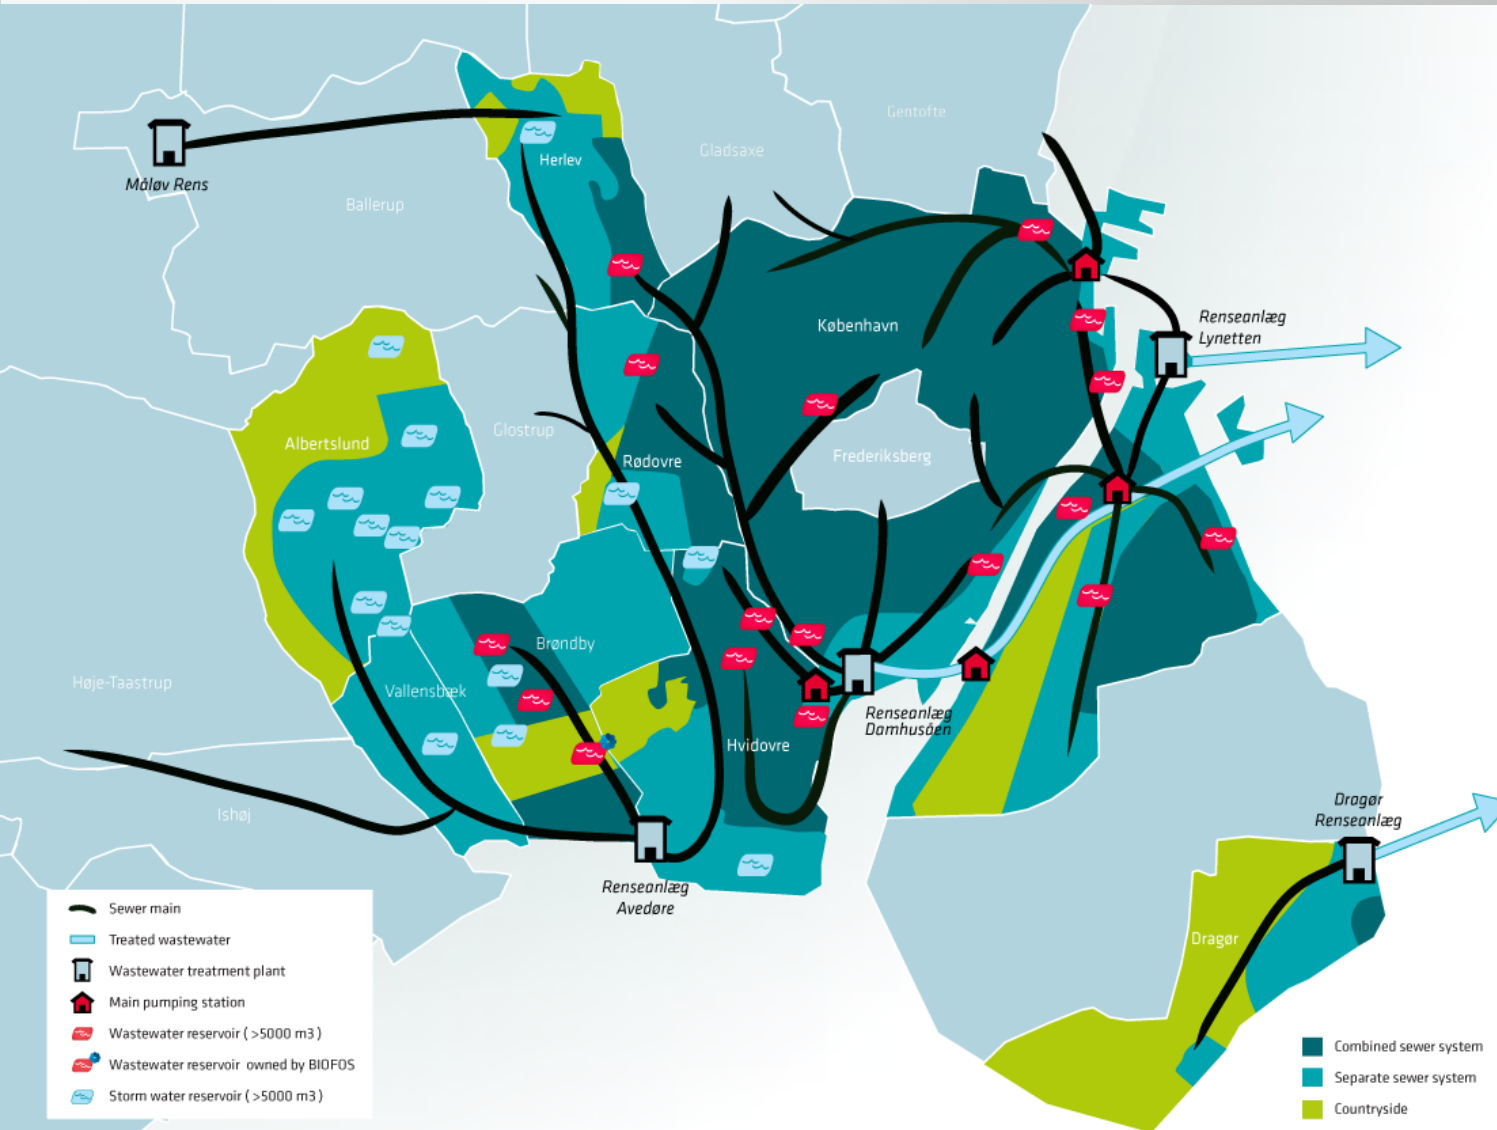 Gentofte
Gladsaxe
Herlev
Måløv Rens
Ballerup
København
Renseanlæg
Lynetten
Albertslund
Glostrup
Rødovre
Frederiksberg
Brøndby
Høje-Taastrup
Vallensbæk
Renseanlæg
Damhusåen
Hvidovre
Ishøj
Dragør
Renseanlæg
Renseanlæg
Avedøre
Dragør
Sewer main
Treated wastewater
Wastewater treatment plant
Main pumping station
Wastewater reservoir ( >5000 m3 )
Wastewater reservoir owned by BIOFOS
Storm water reservoir ( >5000 m3 )
Combined sewer system
Separate sewer system
Countryside